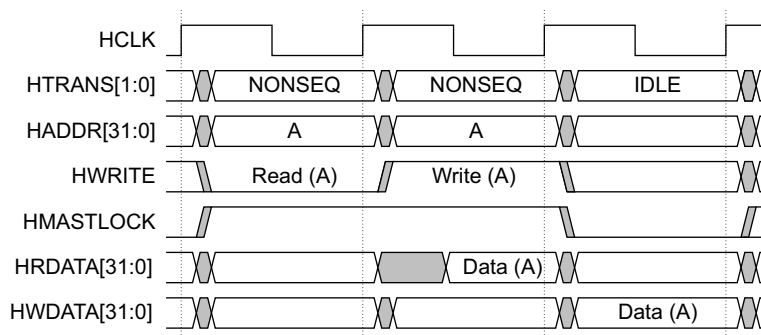 HCLK
HTRANS[1:0] NONSEQ NONSEQ IDLE
HADDR[31:0] A A
HWRITE Read (A) Write (A)
HMASTLOCK
HRDATA[31:0] Data (A)
HWDATA[31:0] Data (A)